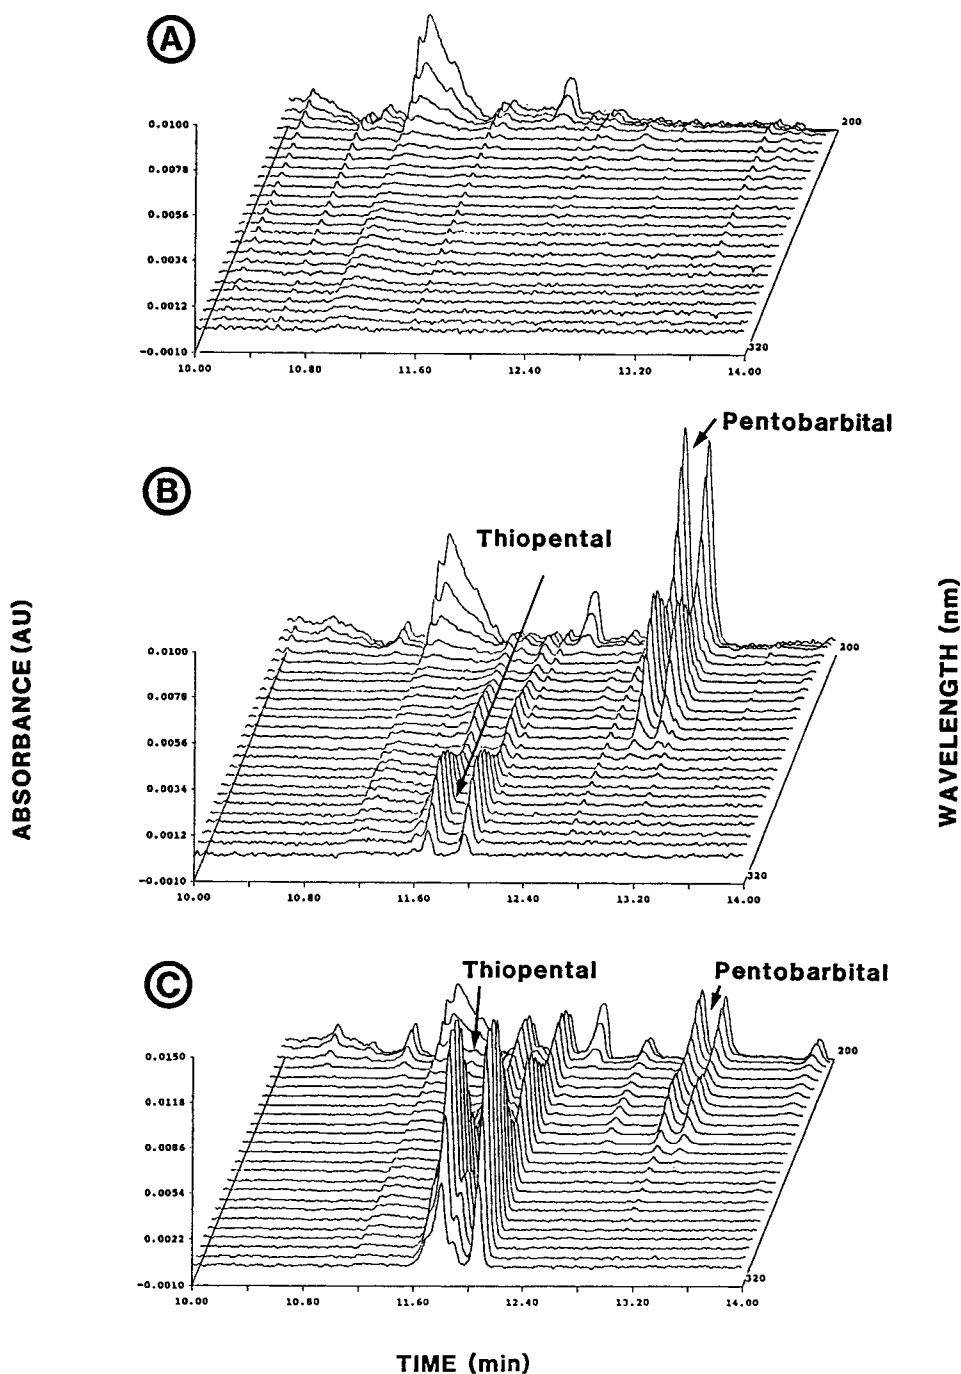 A
200
0.0100
0.0078
0.0056
0.0034
0.0012
-0.0010
320
10.00 10.80 11.60 12.40 13.20 14.00
Pentobarbital
B
Thiopental
ABSORBANCE (AU)
WAVELENGTH (nm)
200
0.0100
0.0078
0.0056
0.0034
0.0012
-0.0010
320
10.00 10.80 11.60 12.40 13.20 14.00
C
Thiopental Pentobarbital
200
0.0150
0.0118
0.0086
0.0054
0.0022
-0.0010
320
10.00 10.80 11.60 12.40 13.20 14.00
TIME (min)